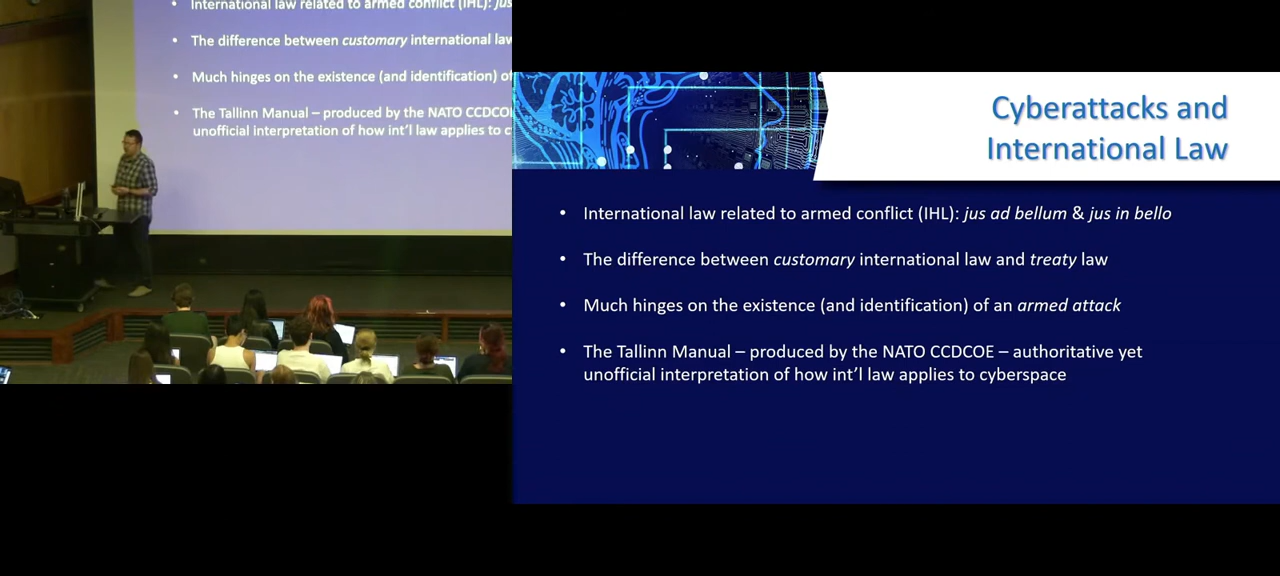 International law related to armed conflict (IHL): jus
The difference between customary international law
Much hinges on the existence (and identification) of
The Tallinn Manual – produced by the NATO CCDCOE
unofficial interpretation of how int'l law applies to c
Cyberattacks and
International Law
• International law related to armed conflict (IHL): jus ad bellum & jus in bello
• The difference between customary international law and treaty law
• Much hinges on the existence (and identification) of an armed attack
• The Tallinn Manual – produced by the NATO CCDCOE – authoritative yet
unofficial interpretation of how int'l law applies to cyberspace